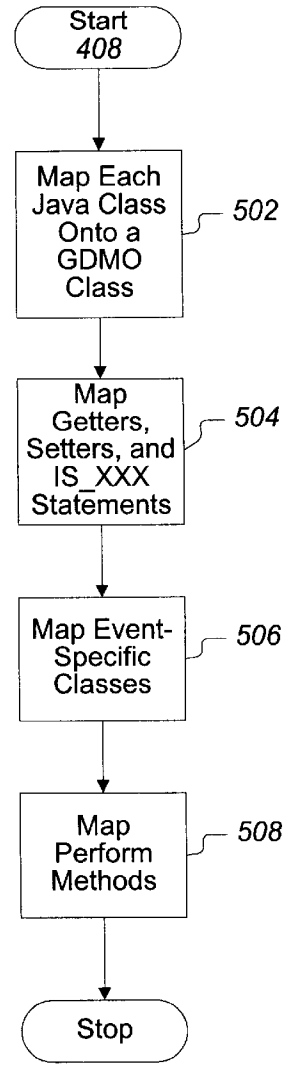 Start
408
Map Each
Java Class
Onto a
GDMO
Class
502
Map
Getters,
Setters, and
IS_XXX
Statements
504
Map Event-
Specific
Classes
506
Map
Perform
Methods
508
Stop